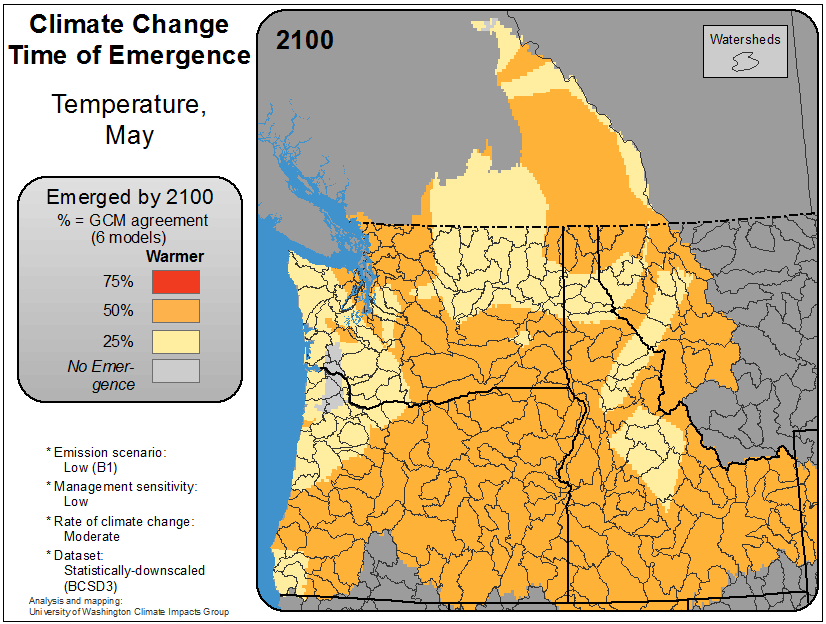 Climate Change
Time of Emergence
Temperature,
May
Emerged by 2100
% = GCM agreement
(6 models)
Warmer
75%
50%
25%
No Emer-
gence
* Emission scenario:
Low (B1)
* Management sensitivity:
Low
* Rate of climate change:
Moderate
* Dataset:
Statistically-downscaled
(BCSD3)
Analysis and mapping:
University of Washington Climate Impacts Group
2100
Watersheds